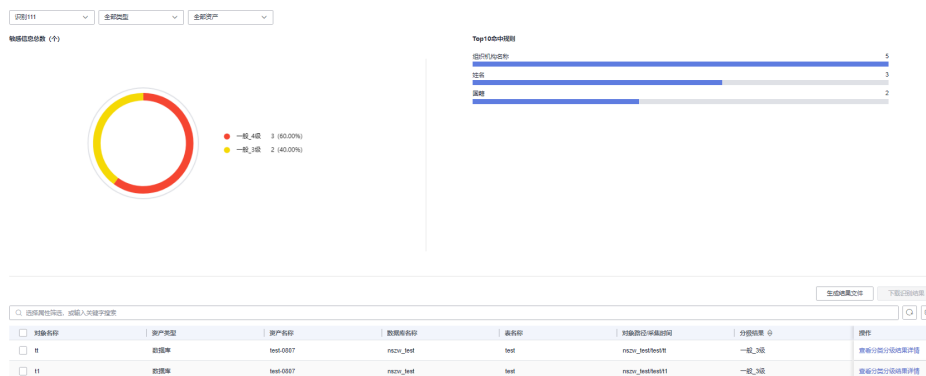 识别111 全部类型 全部资产
敏感信息总数 (个)
Top10命中规则
组织机构名称 5
姓名 3
国籍 2
一般_4级 3 (60.00%)
一般_3级 2 (40.00%)
生成结果文件 下载识别结果
选择属性筛选，或输入关键字搜索
对象名称 资产类型 资产名称 数据库名称 表名称 对象路径/采集时间 分级结果 操作
tt 数据库 test-0807 nszw_test test nszw_test/test/tt 一般_3级 查看分类分级结果详情
t1 数据库 test-0807 nszw_test test nszw_test/test/t1 一般_3级 查看分类分级结果详情